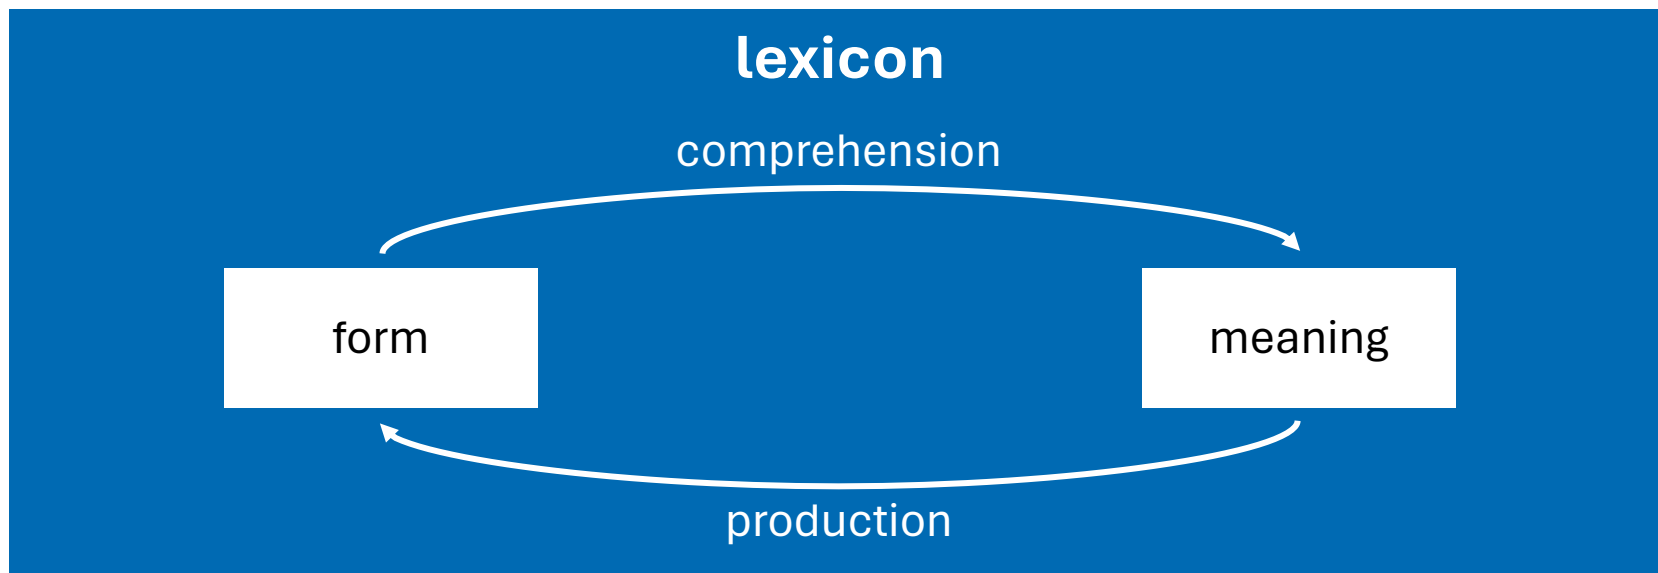 lexicon
comprehension
form
meaning
production